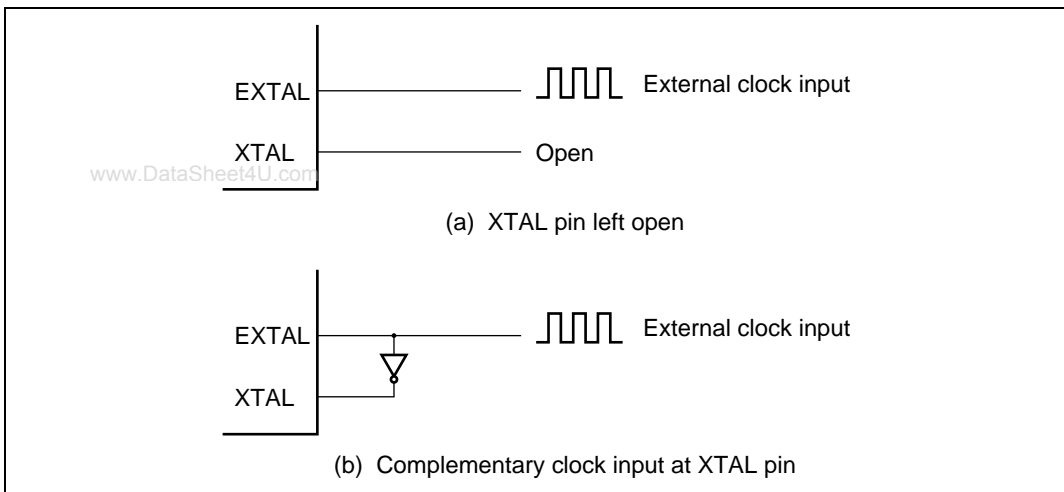 EXTAL
External clock input
XTAL
Open
www.DataSheet4U.com
(a) XTAL pin left open
EXTAL
External clock input
XTAL
(b) Complementary clock input at XTAL pin